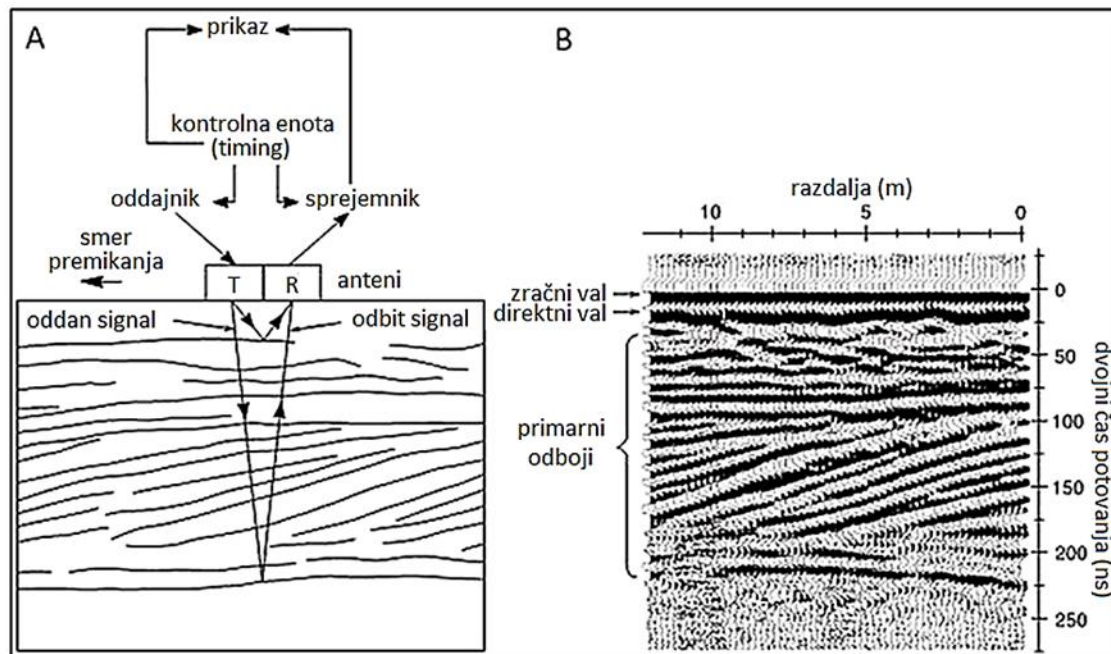 A
prikaz
kontrolna enota
(timing)
oddajnik
sprejemnik
smer
premikanja
T
R
anteni
oddan signal
odbit signal
B
razdalja (m)
10
5
0
zračni val
direktni val
primarni
odboji
0
50
100
150
200
250
dvojni čas potovanja (ns)